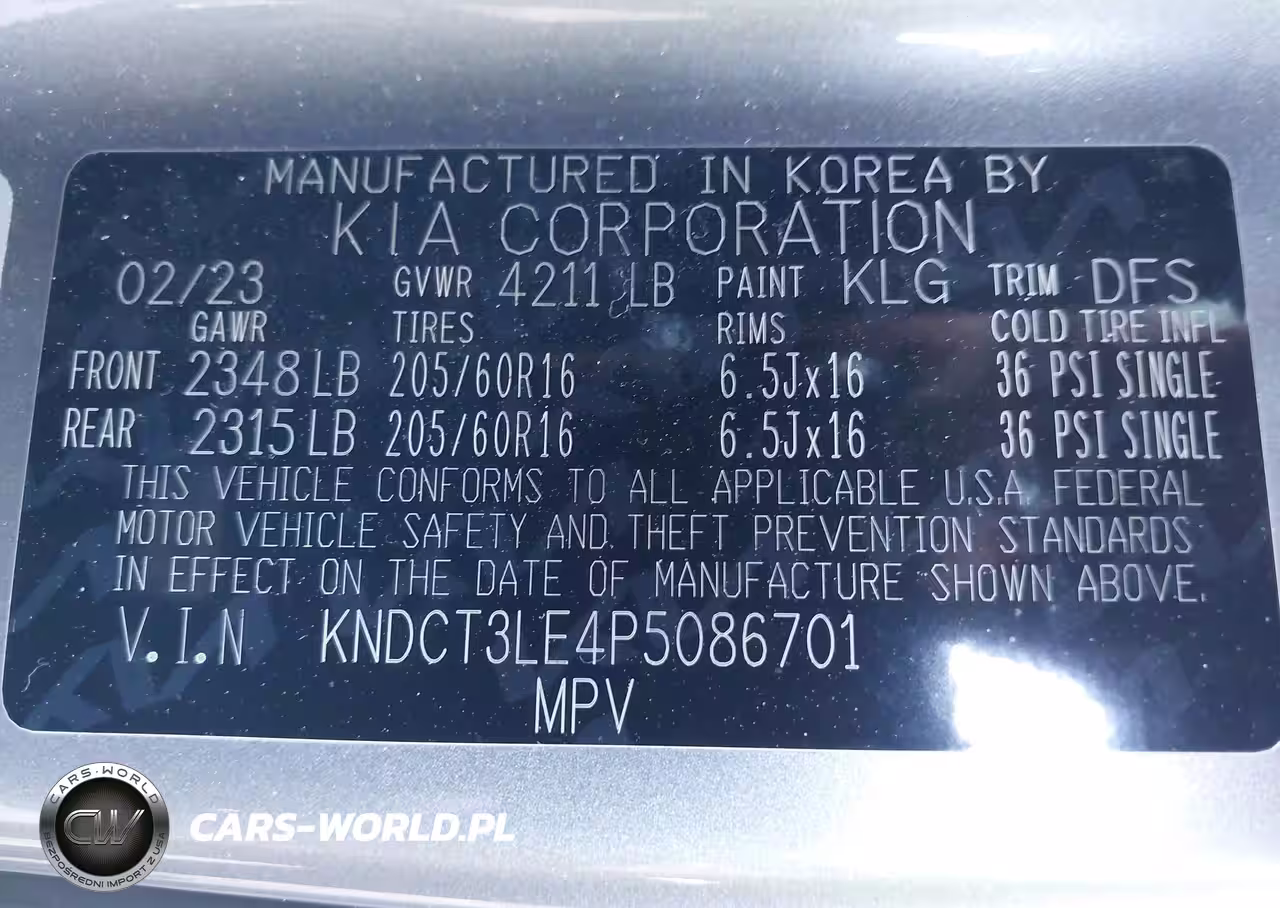 MANUFACTURED IN KOREA BY
KIA CORPORATION
02/23 GVWR 4211 LB PAINT KLG TRIM DFS
GAWR TIRES RIMS COLD TIRE INFL
FRONT 2348 LB 205/60R16 6.5Jx16 36 PSI SINGLE
REAR 2315 LB 205/60R16 6.5Jx16 36 PSI SINGLE
THIS VEHICLE CONFORMS TO ALL APPLICABLE U.S.A. FEDERAL
MOTOR VEHICLE SAFETY AND THEFT PREVENTION STANDARDS
IN EFFECT ON THE DATE OF MANUFACTURE SHOWN ABOVE.
V.I.N KNDCT3LE4P5086701
MPV
CARS-WORLD
CW
BEZPOŚREDNI IMPORT Z USA
CARS-WORLD.PL